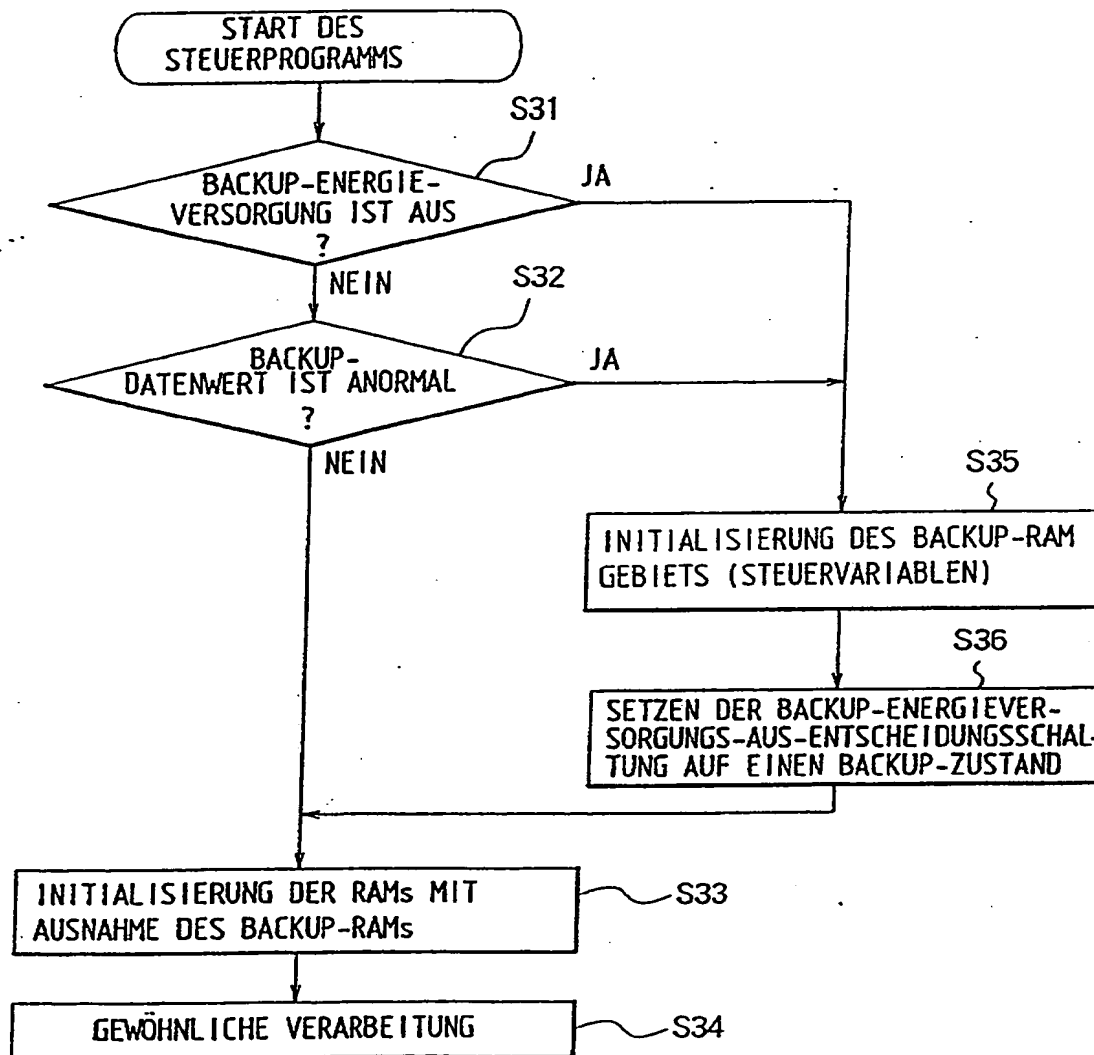 START DES
STEUERPROGRAMMS
S31
BACKUP-ENERGIE-
VERSORGUNG IST AUS
?
JA
NEIN
S32
BACKUP-
DATENWERT IST ANORMAL
?
JA
NEIN
S35
INITIALISIERUNG DES BACKUP-RAM
GEBIETS (STEUERVARIABLEN)
S36
SETZEN DER BACKUP-ENERGIEVER-
SORGUNGS-AUS-ENTSCHEIDUNGSSCHAL-
TUNG AUF EINEN BACKUP-ZUSTAND
INITIALISIERUNG DER RAMs MIT
AUSNAHME DES BACKUP-RAMs
S33
GEWÖHNLICHE VERARBEITUNG
S34